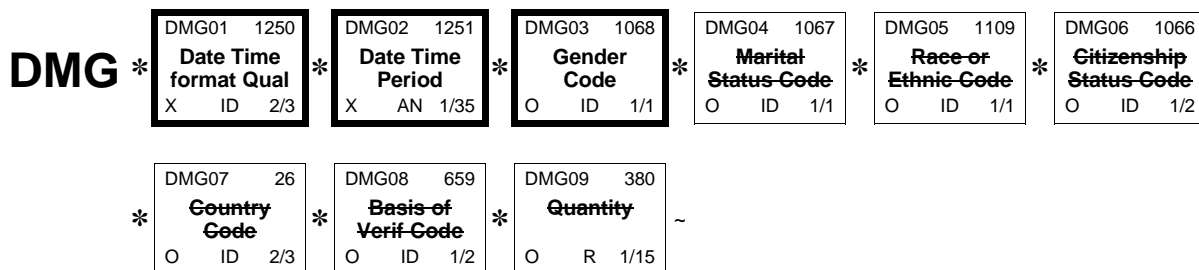 DMG * DMG01 1250 * DMG02 1251 * DMG03 1068 * DMG04 1067 * DMG05 1109 * DMG06 1066
Date Time Date Time Gender Marital Race or Citizenship
format Qual Period Code Status Code Ethnic Code Status Code
X ID 2/3 X AN 1/35 O ID 1/1 O ID 1/1 O ID 1/1 O ID 1/2
* DMG07 26 * DMG08 659 * DMG09 380 ~
Country Basis of Quantity
Code Verif Code
O ID 2/3 O ID 1/2 O R 1/15